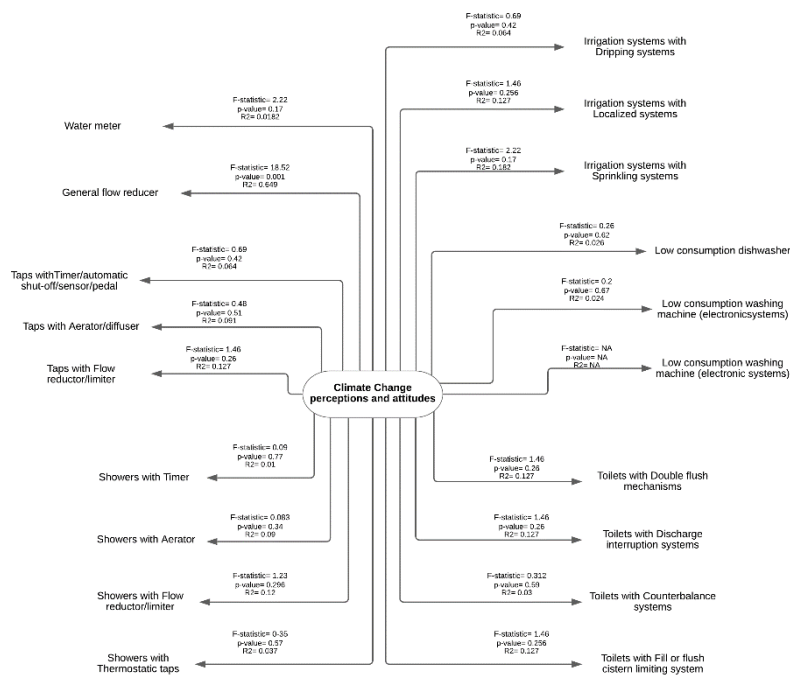 F-statistic= 0.69
p-value= 0.42
R2= 0.064
Irrigation systems with
Dripping systems
F-statistic= 1.46
p-value= 0.256
R2= 0.127
Irrigation systems with
Localized systems
F-statistic= 2.22
p-value= 0.17
R2= 0.0182
Water meter
F-statistic= 2.22
p-value= 0.17
R2= 0.182
Irrigation systems with
Sprinkling systems
F-statistic= 18.52
p-value= 0.001
R2= 0.649
General flow reducer
F-statistic= 0.26
p-value= 0.62
R2= 0.026
Low consumption dishwasher
F-statistic= 0.69
p-value= 0.42
R2= 0.064
Taps withTimer/automatic
shut-off/sensor/pedal
F-statistic= 0.2
p-value= 0.67
R2= 0.024
Low consumption washing
machine (electronicsystems)
F-statistic= 0.48
p-value= 0.51
R2= 0.091
Taps with Aerator/diffuser
F-statistic= 1.46
p-value= 0.26
R2= 0.127
Taps with Flow
reductor/limiter
F-statistic= NA
p-value= NA
R2= NA
Low consumption washing
machine (electronic systems)
Climate Change
perceptions and attitudes
F-statistic= 0.09
p-value= 0.77
R2= 0.01
Showers with Timer
F-statistic= 1.46
p-value= 0.26
R2= 0.127
Toilets with Double flush
mechanisms
F-statistic= 0.083
p-value= 0.34
R2= 0.09
Showers with Aerator
F-statistic= 1.46
p-value= 0.26
R2= 0.127
Toilets with Discharge
interruption systems
F-statistic= 1.23
p-value= 0.296
R2= 0.12
Showers with Flow
reductor/limiter
F-statistic= 0.312
p-value= 0.59
R2= 0.03
Toilets with Counterbalance
systems
F-statistic= 0-35
p-value= 0.57
R2= 0.037
Showers with
Thermostatic taps
F-statistic= 1.46
p-value= 0.256
R2= 0.127
Toilets with Fill or flush
cistern limiting system